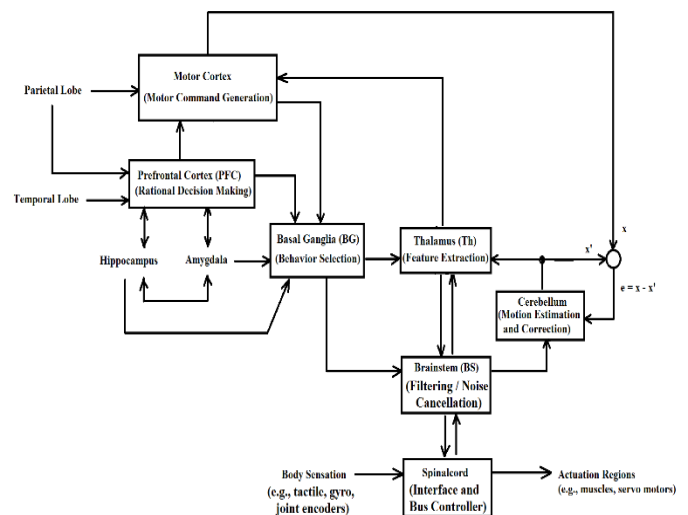 Motor Cortex
(Motor Command Generation)
Parietal Lobe
Prefrontal Cortex (PFC)
(Rational Decision Making)
Temporal Lobe
Hippocampus
Amygdala
Basal Ganglia (BG)
(Behavior Selection)
Thalamus (Th)
(Feature Extraction)
x
x'
e = x - x'
Cerebellum
(Motion Estimation
and Correction)
Brainstem (BS)
(Filtering / Noise
Cancellation)
Body Sensation
(e.g., tactile, gyro,
joint encoders)
Spinalcord
(Interface and
Bus Controller)
Actuation Regions
(e.g., muscles, servo motors)